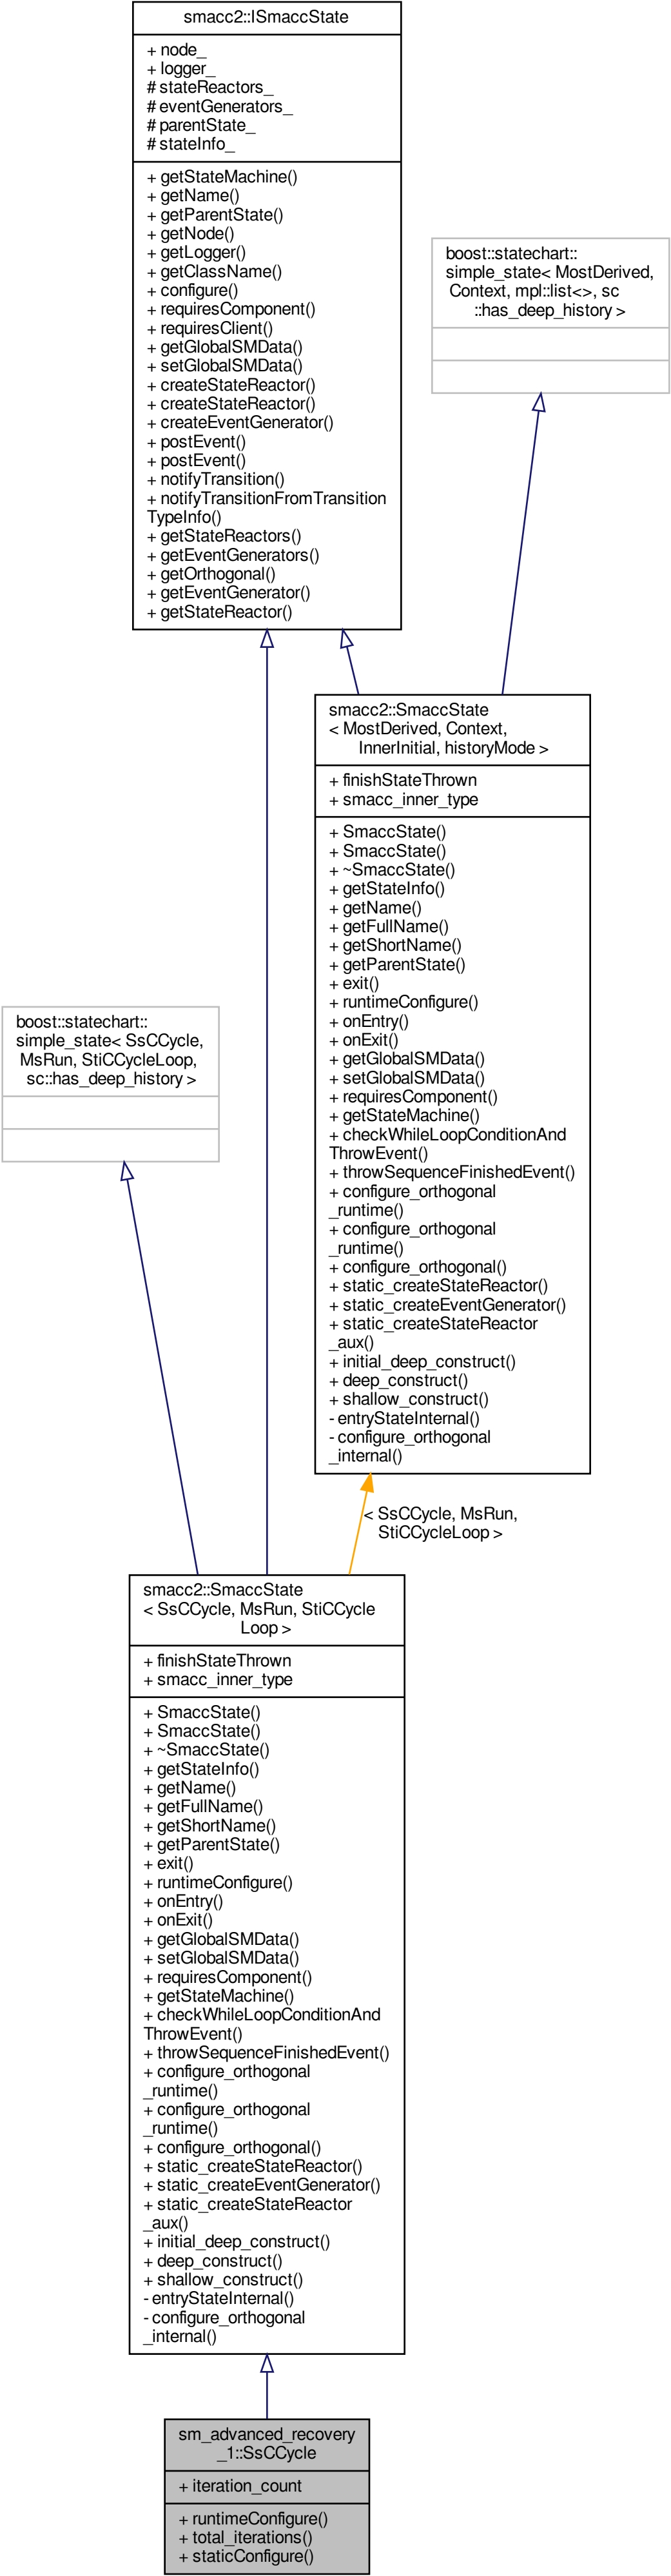 smacc2::ISmaccState
+ node_
+ logger_
# stateReactors_
# eventGenerators_
# parentState_
# stateInfo_
+ getStateMachine()
+ getName()
+ getParentState()
+ getNode()
+ getLogger()
+ getClassName()
+ configure()
+ requiresComponent()
+ requiresClient()
+ getGlobalSMData()
+ setGlobalSMData()
+ createStateReactor()
+ createStateReactor()
+ createEventGenerator()
+ postEvent()
+ postEvent()
+ notifyTransition()
+ notifyTransitionFromTransition
TypeInfo()
+ getStateReactors()
+ getEventGenerators()
+ getOrthogonal()
+ getEventGenerator()
+ getStateReactor()
boost::statechart::
simple_state< MostDerived,
Context, mpl::list<>, sc
::has_deep_history >
smacc2::SmaccState
< MostDerived, Context,
InnerInitial, historyMode >
+ finishStateThrown
+ smacc_inner_type
+ SmaccState()
+ SmaccState()
+ ~SmaccState()
+ getStateInfo()
+ getName()
+ getFullName()
+ getShortName()
+ getParentState()
+ exit()
+ runtimeConfigure()
+ onEntry()
+ onExit()
+ getGlobalSMData()
+ setGlobalSMData()
+ requiresComponent()
+ getStateMachine()
+ checkWhileLoopConditionAnd
ThrowEvent()
+ throwSequenceFinishedEvent()
+ configure_orthogonal
_runtime()
+ configure_orthogonal
_runtime()
+ configure_orthogonal()
+ static_createStateReactor()
+ static_createEventGenerator()
+ static_createStateReactor
_aux()
+ initial_deep_construct()
+ deep_construct()
+ shallow_construct()
- entryStateInternal()
- configure_orthogonal
_internal()
boost::statechart::
simple_state< SsCCycle,
MsRun, StiCCycleLoop,
sc::has_deep_history >
< SsCCycle, MsRun,
StiCCycleLoop >
smacc2::SmaccState
< SsCCycle, MsRun, StiCCycle
Loop >
+ finishStateThrown
+ smacc_inner_type
+ SmaccState()
+ SmaccState()
+ ~SmaccState()
+ getStateInfo()
+ getName()
+ getFullName()
+ getShortName()
+ getParentState()
+ exit()
+ runtimeConfigure()
+ onEntry()
+ onExit()
+ getGlobalSMData()
+ setGlobalSMData()
+ requiresComponent()
+ getStateMachine()
+ checkWhileLoopConditionAnd
ThrowEvent()
+ throwSequenceFinishedEvent()
+ configure_orthogonal
_runtime()
+ configure_orthogonal
_runtime()
+ configure_orthogonal()
+ static_createStateReactor()
+ static_createEventGenerator()
+ static_createStateReactor
_aux()
+ initial_deep_construct()
+ deep_construct()
+ shallow_construct()
- entryStateInternal()
- configure_orthogonal
_internal()
sm_advanced_recovery
_1::SsCCycle
+ iteration_count
+ runtimeConfigure()
+ total_iterations()
+ staticConfigure()